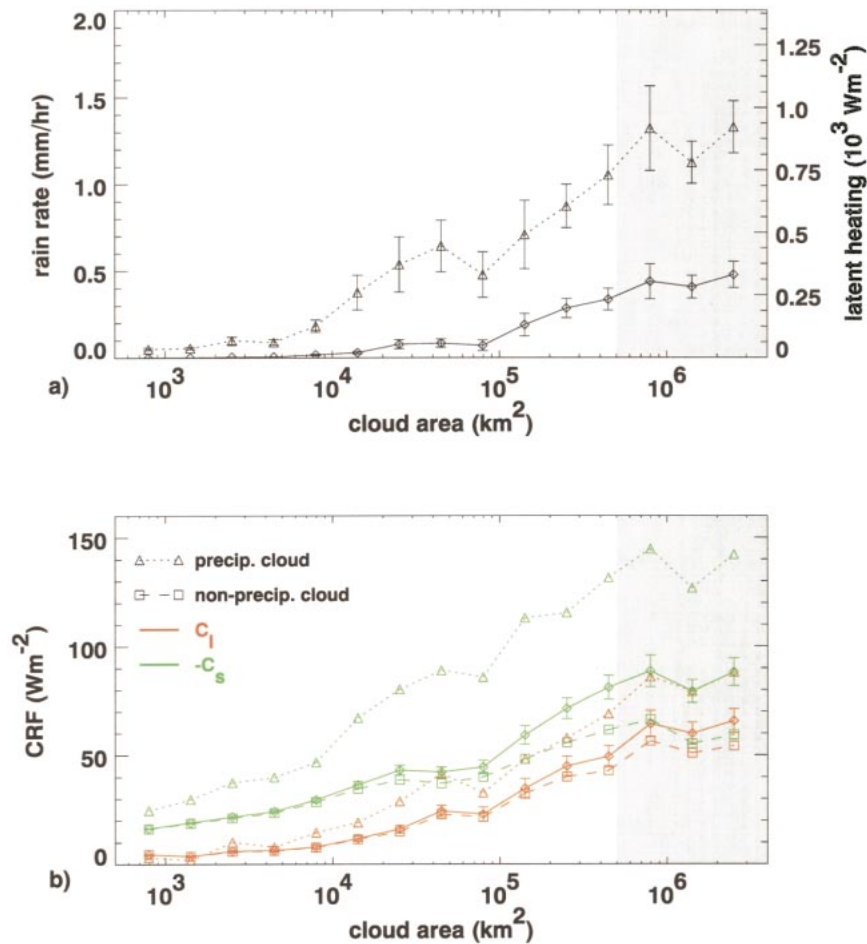 2.0
1.5
1.0
0.5
0.0
rain rate (mm/hr)
1.25
1.0
0.75
0.5
0.25
0
latent heating (10³ Wm-2)
10³ 10⁴ 10⁵ 10⁶
a)
cloud area (km²)
150
100
50
0
CRF (Wm⁻²)
precip. cloud
non-precip. cloud
C_l
-C_s
b)
10³ 10⁴ 10⁵ 10⁶
cloud area (km²)